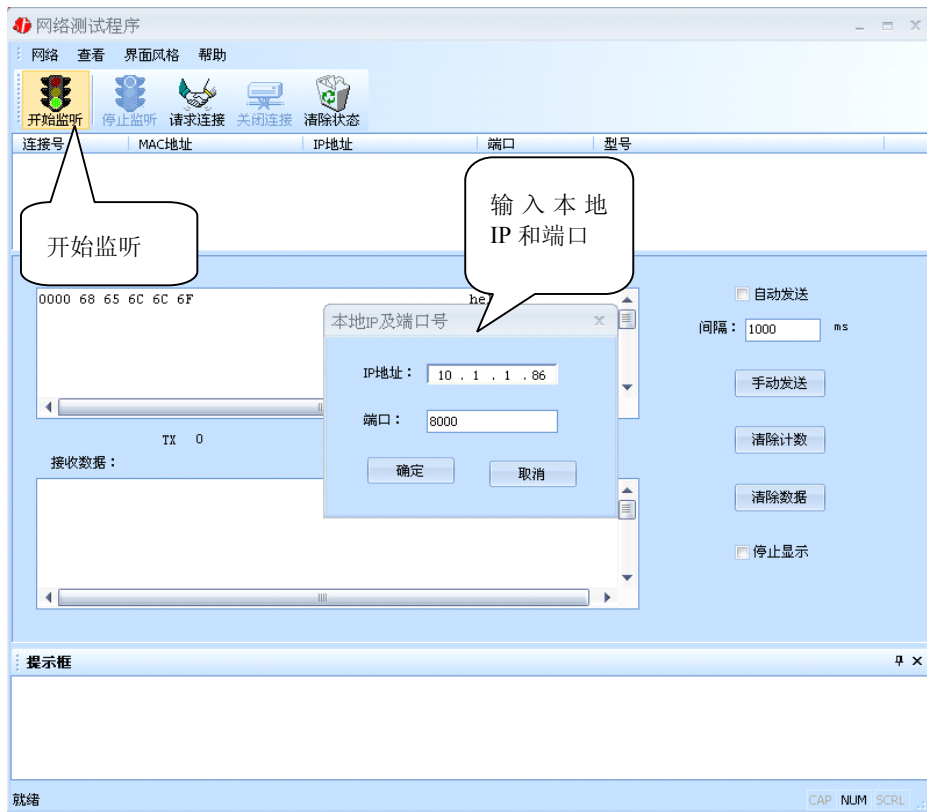 网络测试程序
网络 查看 界面风格 帮助
开始监听 停止监听 请求连接 关闭连接 清除状态
连接号 MAC地址 IP地址 端口 型号
开始监听
输入本地
IP 和端口
0000 68 65 6C 6C 6F he
自动发送
间隔： 1000 ms
本地IP及端口号
IP地址： 10 . 1 . 1 . 86
端口： 8000
确定 取消
手动发送
TX 0
清除计数
接收数据：
清除数据
停止显示
提示框
就绪
CAP NUM SCRL